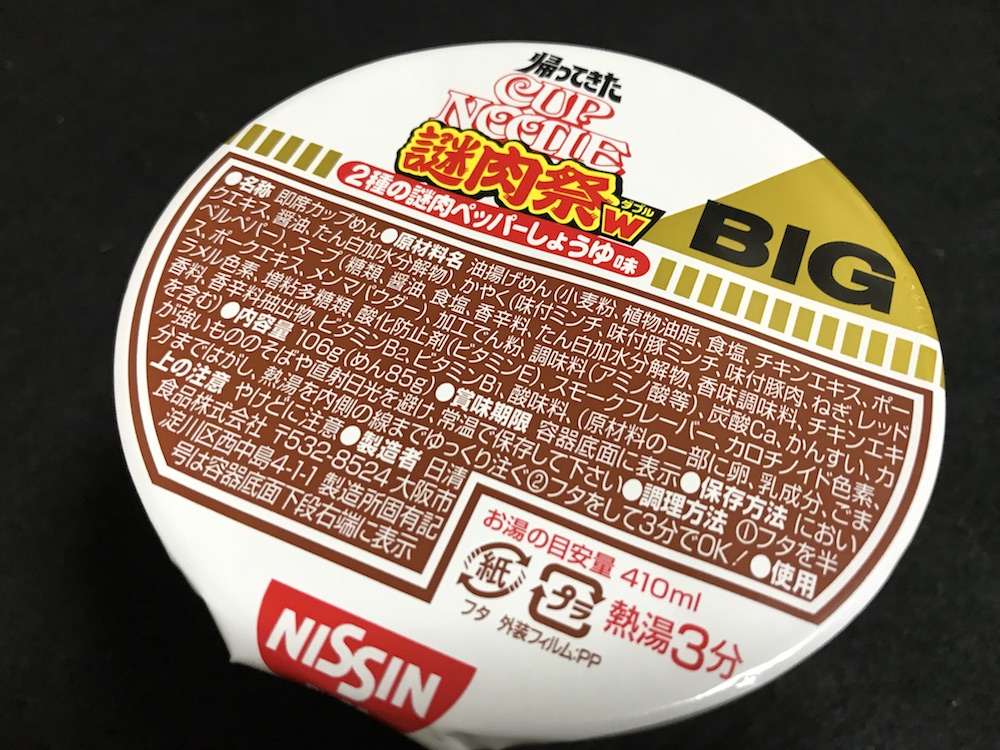 帰ってきた
CUP
NOODLE
謎肉祭W
ダブル
2種の謎肉ペッパーしょうゆ味
BIG
●名称 即席カップめん●原材料名 油揚げめん(小麦粉、植物油脂、食塩、チキンエキス、ポー
クエキス、醤油、たん白加水分解物)、かやく(味付ミンチ、味付豚ミンチ、味付豚肉、ねぎ、レッド
ベルペパー)、スープ(糖類、醤油、食塩、香辛料、たん白加水分解物、香味調味料、チキンエキ
ス、ポークエキス、メンマパウダー)、加工でん粉、調味料(アミノ酸等)、炭酸Ca、かんすい、カ
ラメル色素、増粘多糖類、酸化防止剤(ビタミンE)、スモークフレーバー、カロチノイド色素、
香料、香辛料抽出物、ビタミンB2、ビタミンB1、酸味料、(原材料の一部に卵、乳成分、ごま
を含む)●内容量 106g(めん85g)●賞味期限 容器底面に表示●保存方法 におい
が強いもののそばや直射日光を避け、常温で保存して下さい●調理方法 ①フタを半
分まではがし、熱湯を内側の線までゆっくり注ぐ②フタをして3分でOK!●使用
上の注意 やけどに注意●製造者 日清
食品株式会社 〒532-8524 大阪市
淀川区西中島4-1-1 製造所固有記
号は容器底面下段右端に表示
お湯の目安量 410ml
紙 プラ
フタ 外装フィルム:PP
熱湯3分
NISSIN